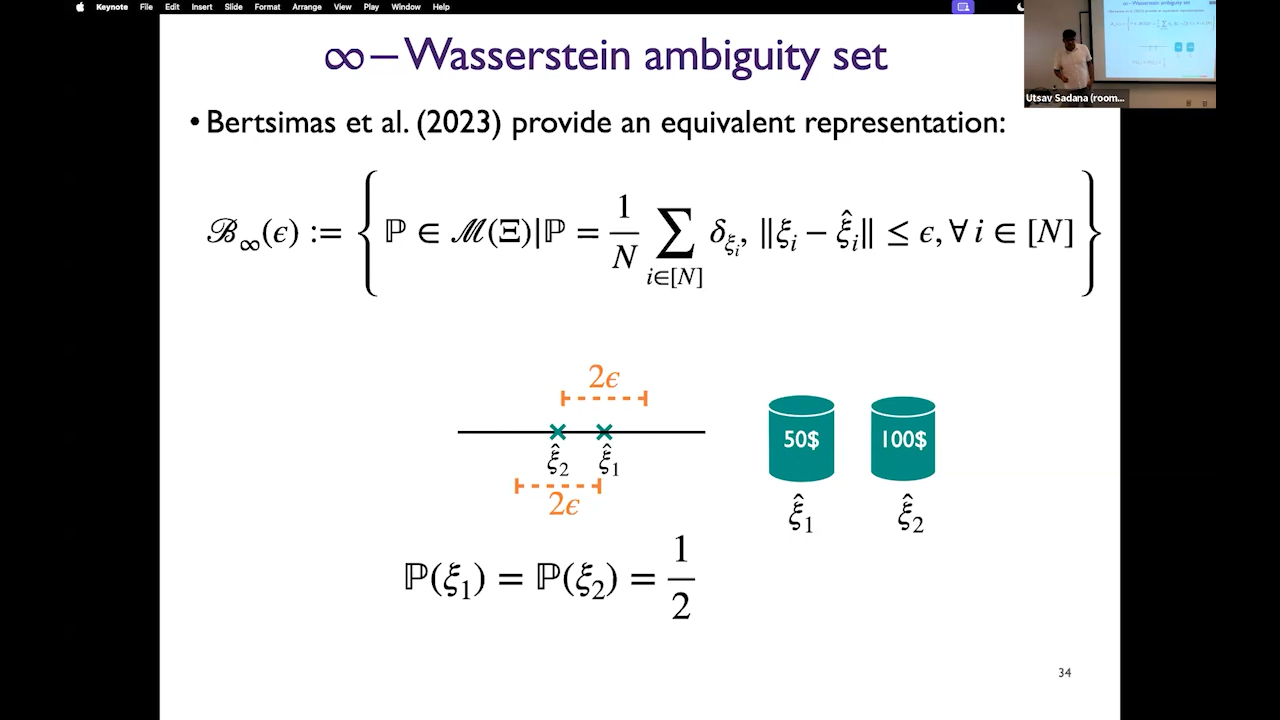 Keynote File Edit Insert Slide Format Arrange View Play Window Help
∞–Wasserstein ambiguity set
Utsav Sadana (room...
• Bertsimas et al. (2023) provide an equivalent representation:
ℬ∞(ϵ) := { ℙ ∈ ℳ(Ξ)|ℙ = 1/N ∑_{i∈[N]} δ_{ξ_i}, ‖ξ_i − ξ̂_i‖ ≤ ϵ, ∀ i ∈ [N] }
2ϵ
ξ̂₂ ξ̂₁
2ϵ
50$ 100$
ξ̂₁ ξ̂₂
ℙ(ξ₁) = ℙ(ξ₂) = 1/2
34